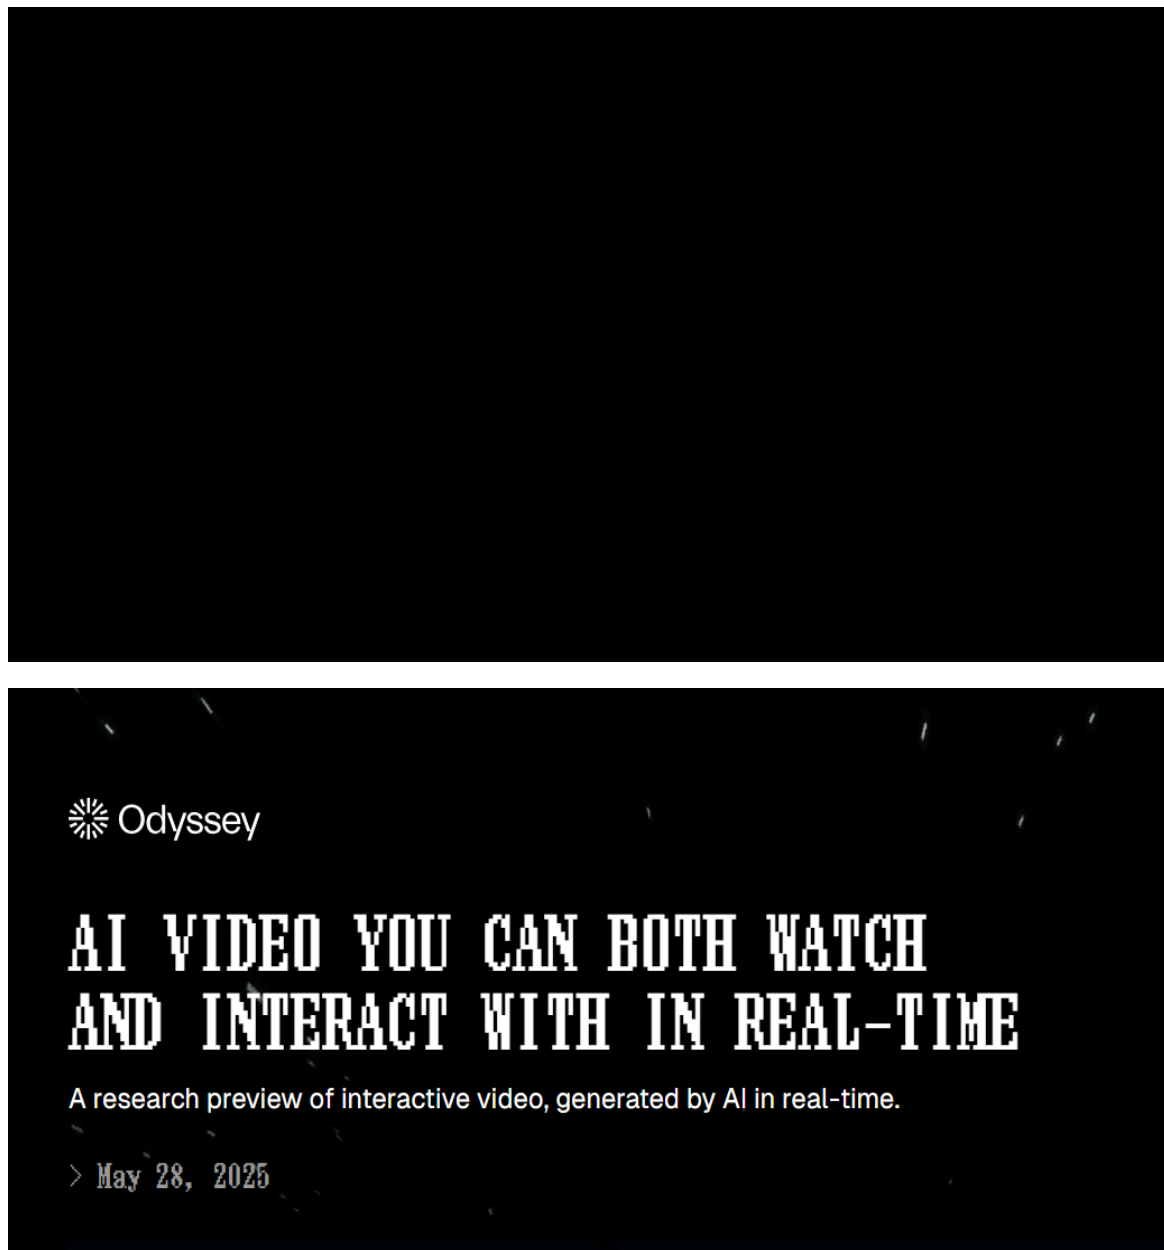 Odyssey
AI VIDEO YOU CAN BOTH WATCH
AND INTERACT WITH IN REAL-TIME
A research preview of interactive video, generated by AI in real-time.
> May 28, 2025